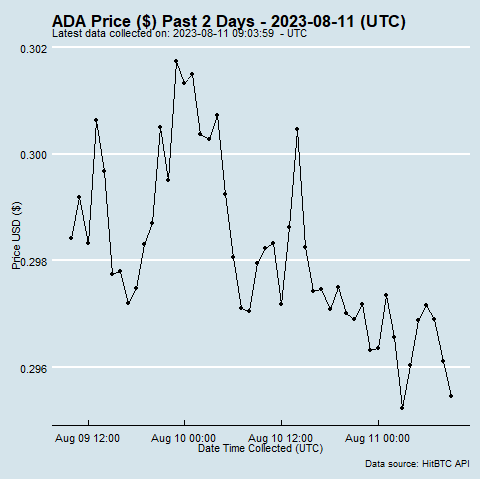 ADA Price ($) Past 2 Days - 2023-08-11 (UTC)
Latest data collected on: 2023-08-11 09:03:59 - UTC
0.302
0.300
0.298
0.296
Price USD ($)
Aug 09 12:00
Aug 10 00:00
Aug 10 12:00
Aug 11 00:00
Date Time Collected (UTC)
Data source: HitBTC API